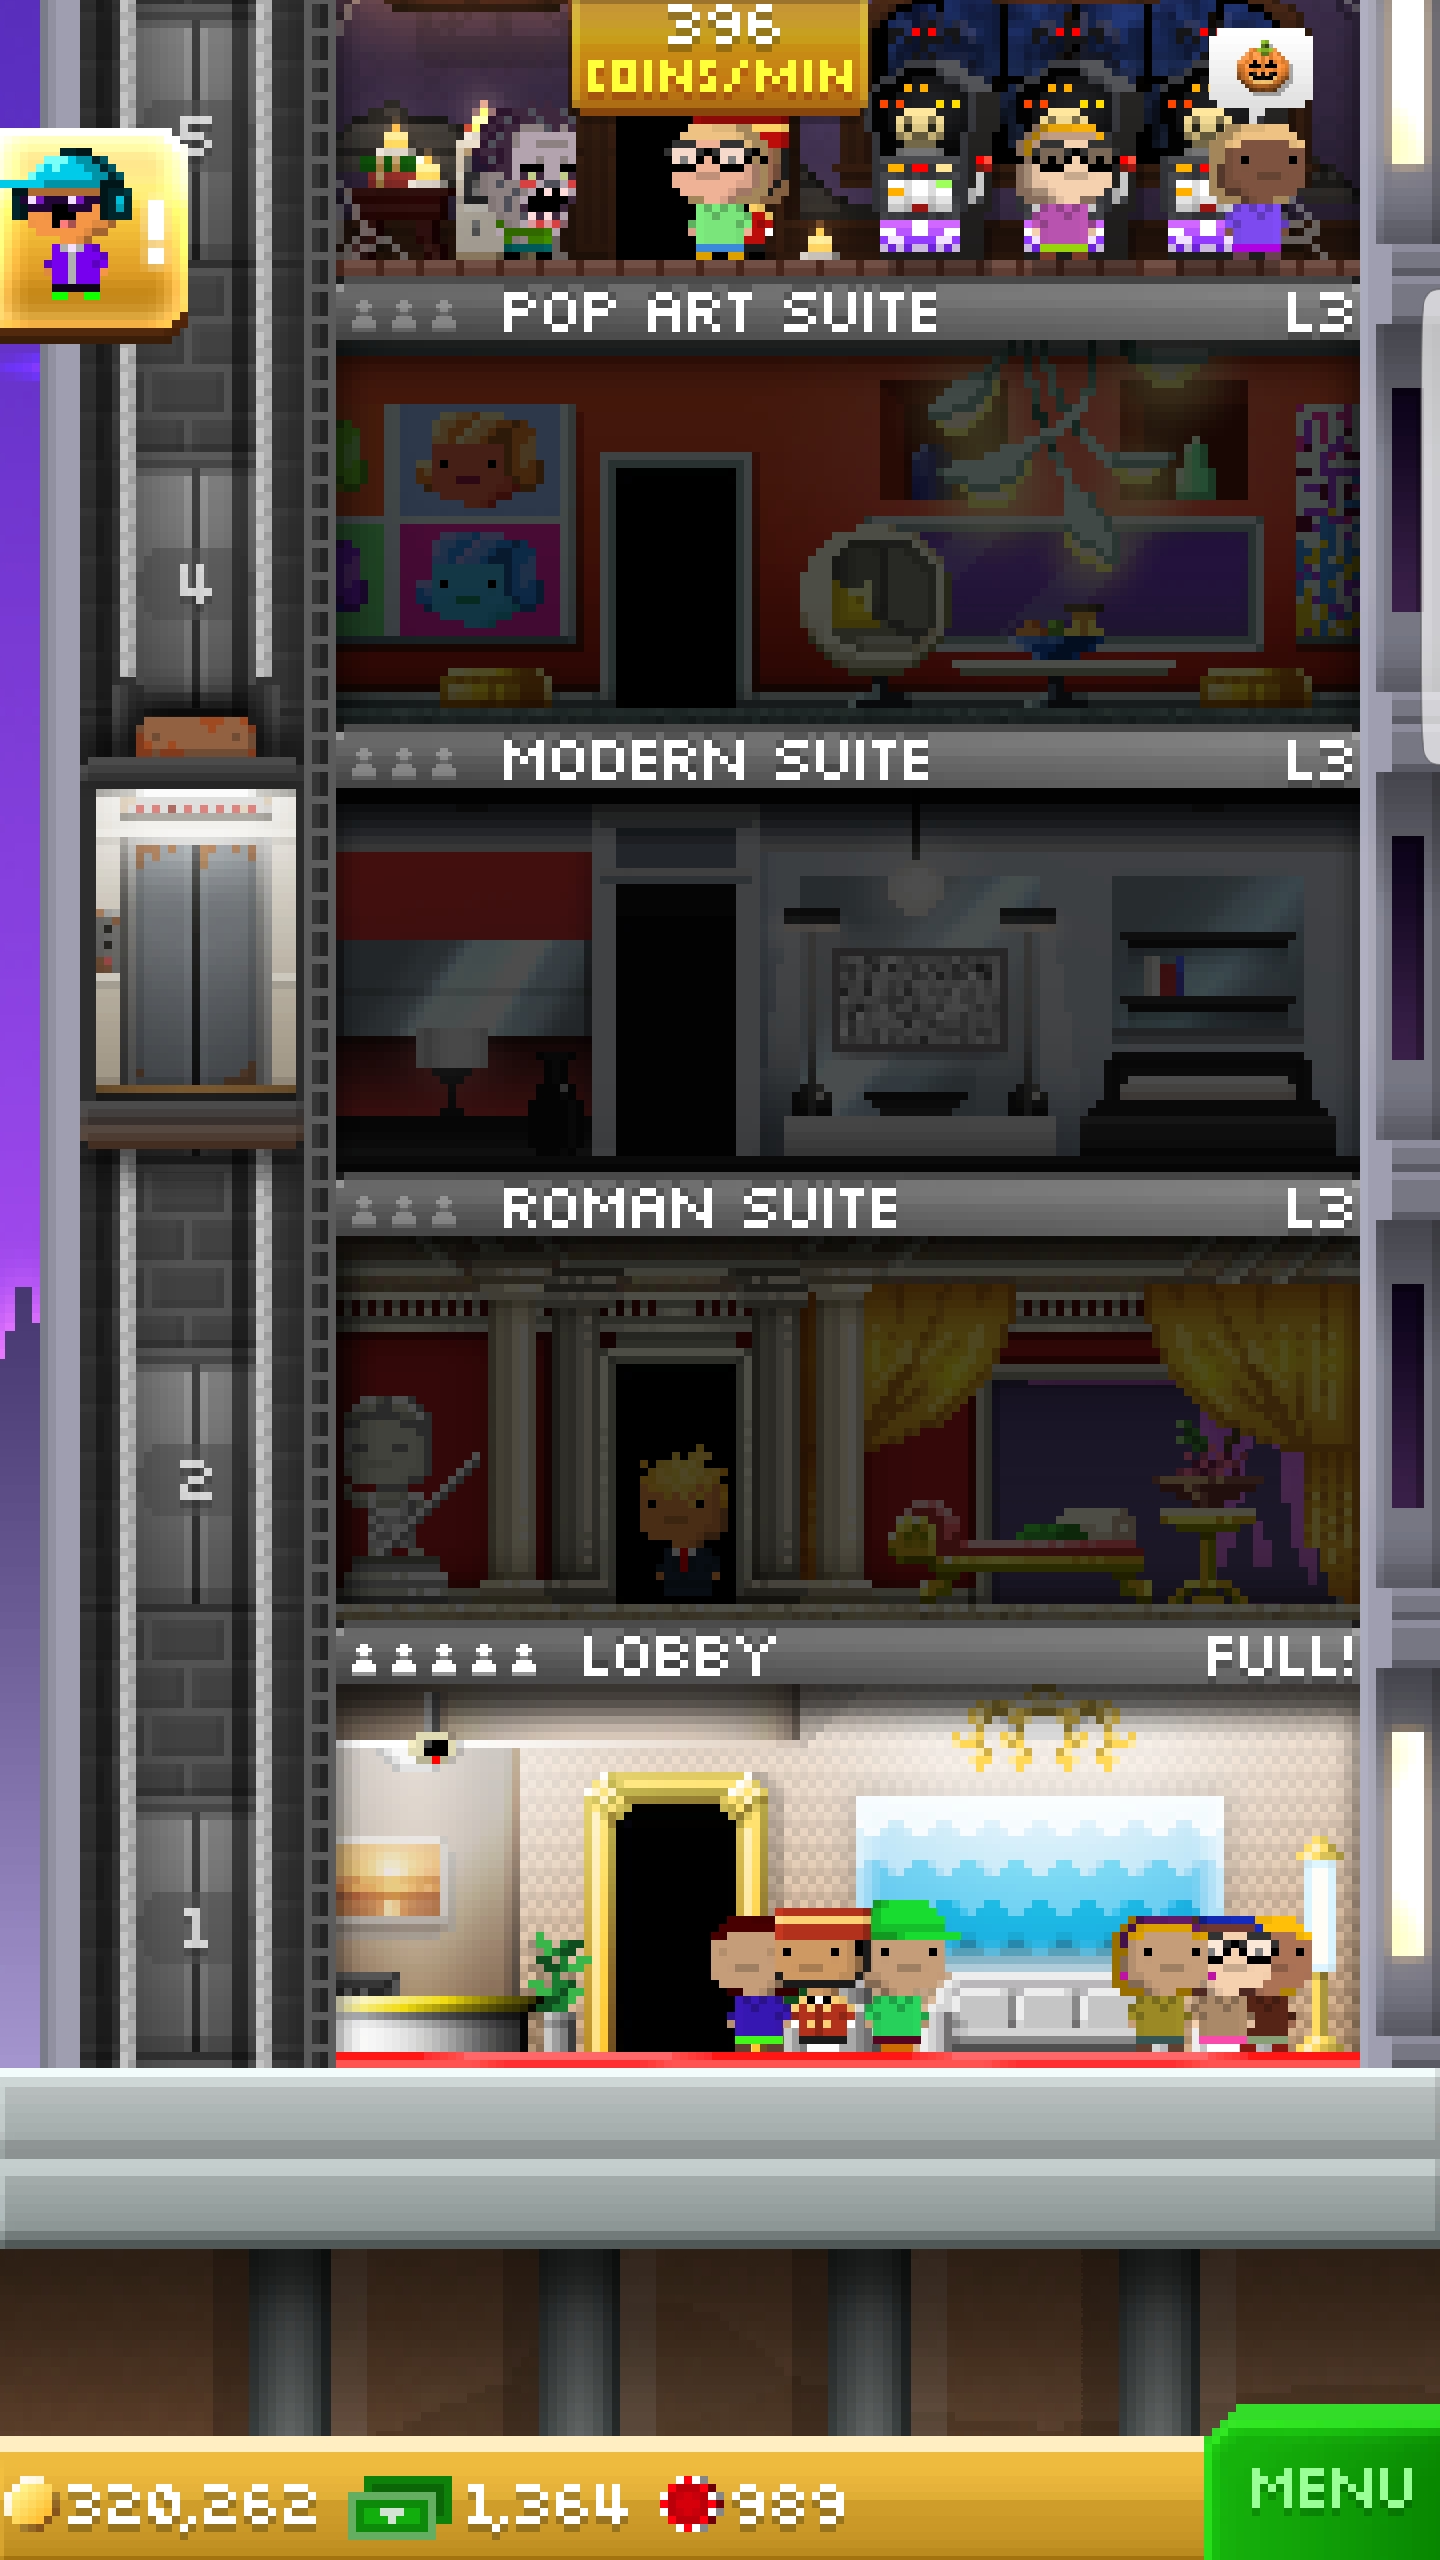 396
COINS/MIN
!
5
POP ART SUITE L3
4
MODERN SUITE L3
ROMAN SUITE L3
2
LOBBY FULL!
1
320,262 1,364 989
MENU